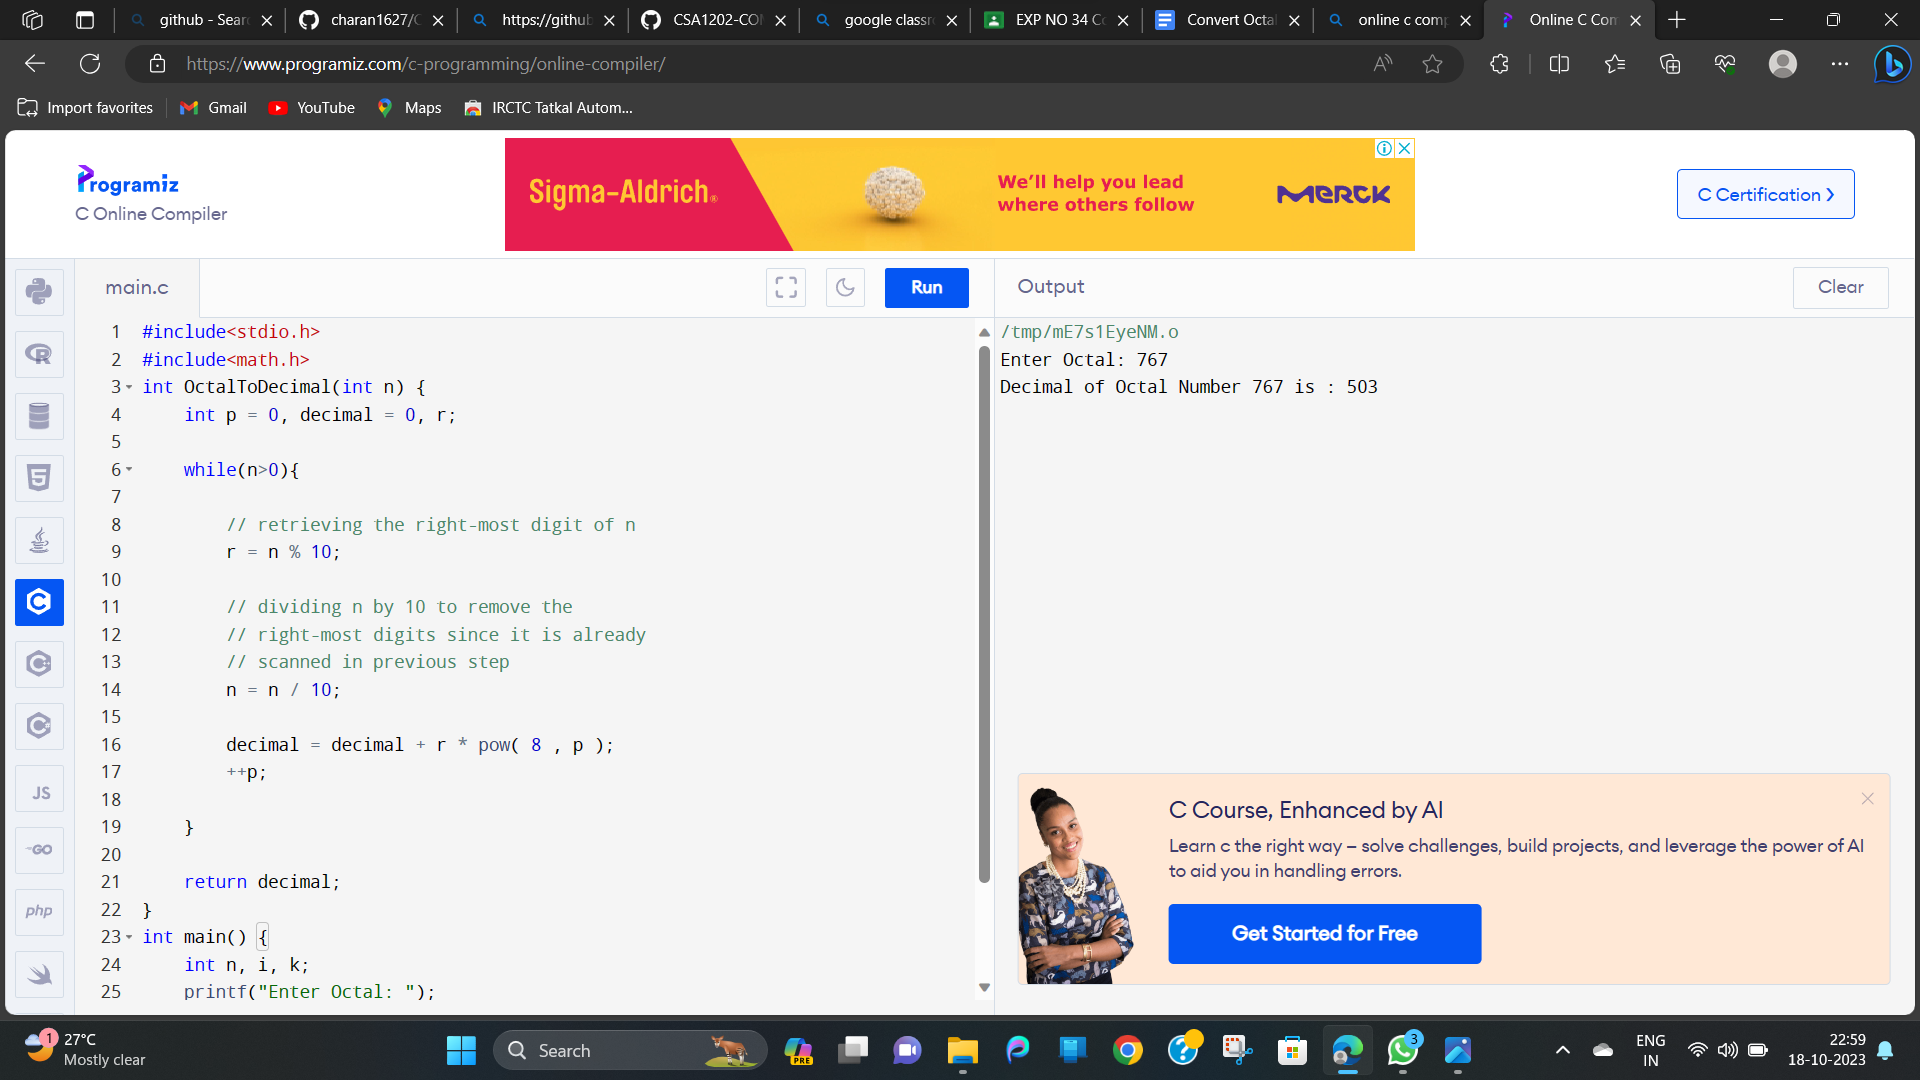 github - Sear
charan1627/C
https://github
CSA1202-COM
google classr
EXP NO 34 Co
Convert Octal
online c comp
Online C Com
https://www.programiz.com/c-programming/online-compiler/
Import favorites
Gmail
YouTube
Maps
IRCTC Tatkal Autom...
Programiz
C Online Compiler
Sigma-Aldrich®
We'll help you lead
where others follow
MERCK
C Certification ›
main.c
Run
Output
Clear
1 #include<stdio.h>
2 #include<math.h>
3 int OctalToDecimal(int n) {
4 int p = 0, decimal = 0, r;
5
6 while(n>0){
7
8 // retrieving the right-most digit of n
9 r = n % 10;
10
11 // dividing n by 10 to remove the
12 // right-most digits since it is already
13 // scanned in previous step
14 n = n / 10;
15
16 decimal = decimal + r * pow( 8 , p );
17 ++p;
18
19 }
20
21 return decimal;
22 }
23 int main() {
24 int n, i, k;
25 printf("Enter Octal: ");
/tmp/mE7s1EyeNM.o
Enter Octal: 767
Decimal of Octal Number 767 is : 503
JS
GO
php
C Course, Enhanced by AI
Learn c the right way – solve challenges, build projects, and leverage the power of AI
to aid you in handling errors.
Get Started for Free
1
27°C
Mostly clear
Search
PRE
3
ENG
IN
22:59
18-10-2023